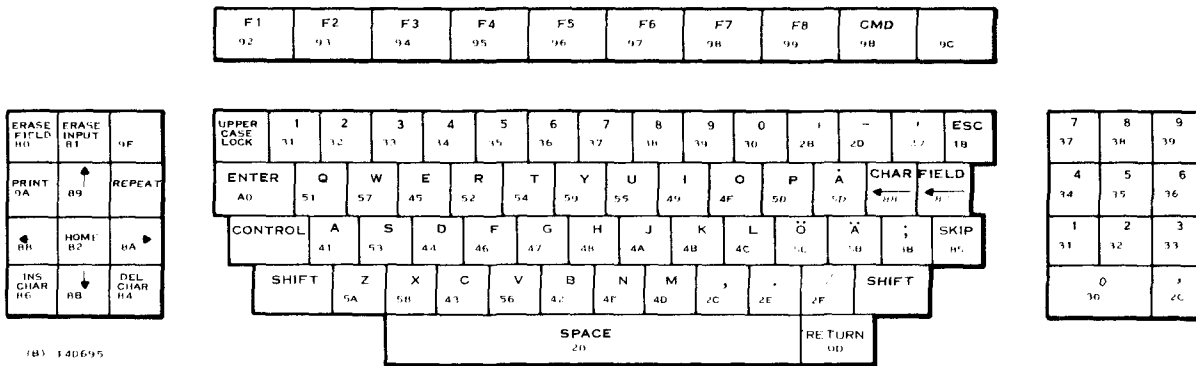 F1 F2 F3 F4 F5 F6 F7 F8 CMD
92 93 94 95 96 97 98 99 9B 9C
ERASE FIELD 80 ERASE INPUT 81 9F
UPPER CASE LOCK 1 2 3 4 5 6 7 8 9 0 + - ' ESC
31 32 33 34 35 36 37 38 39 30 2B 2D 27 1B
7 8 9
37 38 39
PRINT 9A 89 REPEAT
ENTER Q W E R T Y U I O P Å CHAR FIELD
A0 51 57 45 52 54 59 55 49 4F 50 5D
4 5 6
34 35 36
88 HOME 82 8A
CONTROL A S D F G H J K L Ö Ä ; SKIP
41 53 44 46 47 48 4A 4B 4C 5C 5B 3B 85
1 2 3
31 32 33
INS CHAR 86 8B DEL CHAR 84
SHIFT Z X C V B N M , . / SHIFT
5A 58 43 56 42 4E 4D 2C 2E 2F
0 ,
30 2C
SPACE RETURN
20 0D
(B) 140695